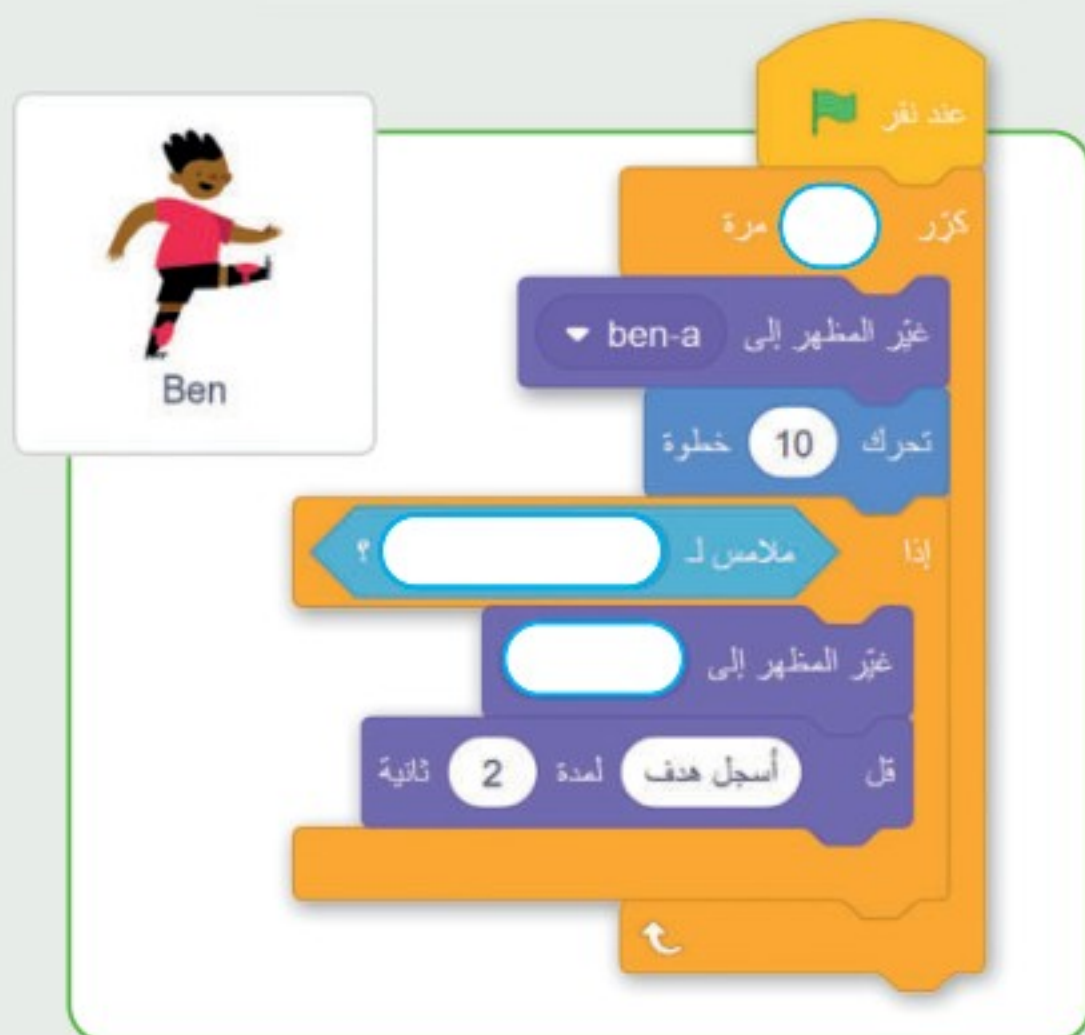 عند نقر
كرّر مرة
غيّر المظهر إلى ben-a
Ben
تحرك 10 خطوة
إذا ملامس لـ ؟
غيّر المظهر إلى
قل أسجل هدف لمدة 2 ثانية